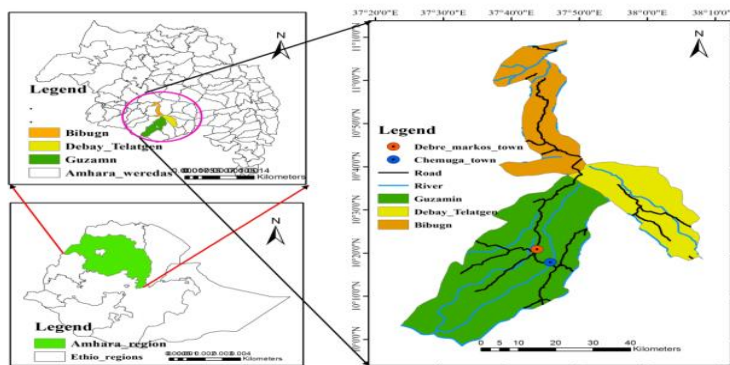 N
Legend
Bibugn
Debay_Telatgen
Guzamn
Amhara_weredas
Kilometers
N
Legend
Amhara_region
Ethio_regions
Kilometers
37°20'0"E 37°30'0"E 37°40'0"E 37°50'0"E 38°0'0"E 38°10'0"E
N
Legend
Debre_markos_town
Chemuga_town
Road
River
Guzamin
Debay_Telatgen
Bibugn
0 5 10 20 30 40
Kilometers